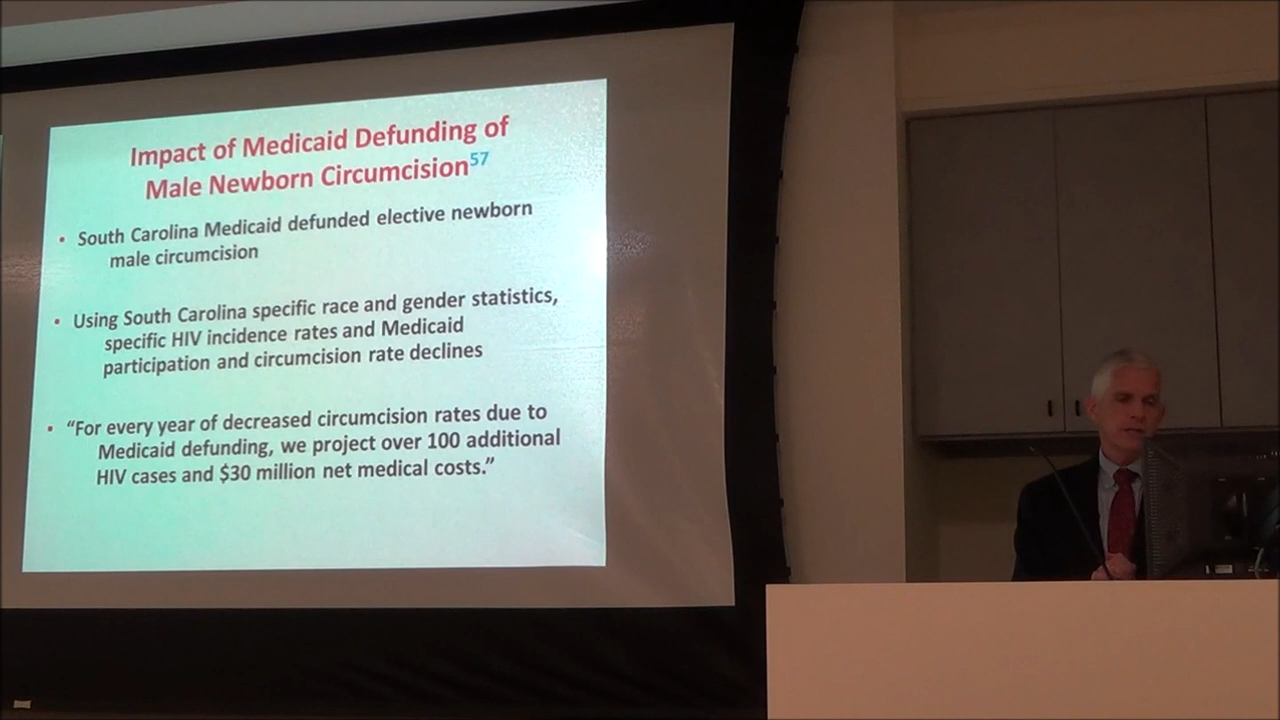 Impact of Medicaid Defunding of
Male Newborn Circumcision57
• South Carolina Medicaid defunded elective newborn
male circumcision
• Using South Carolina specific race and gender statistics,
specific HIV incidence rates and Medicaid
participation and circumcision rate declines
• “For every year of decreased circumcision rates due to
Medicaid defunding, we project over 100 additional
HIV cases and $30 million net medical costs.”